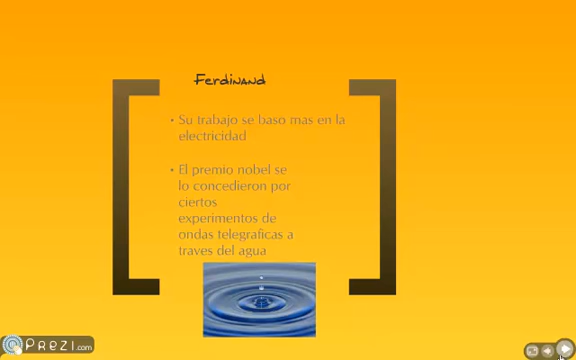 Ferdinand
• Su trabajo se baso mas en la
electricidad
• El premio nobel se
lo concedieron por
ciertos
experimentos de
ondas telegraficas a
traves del agua
Prezi.com